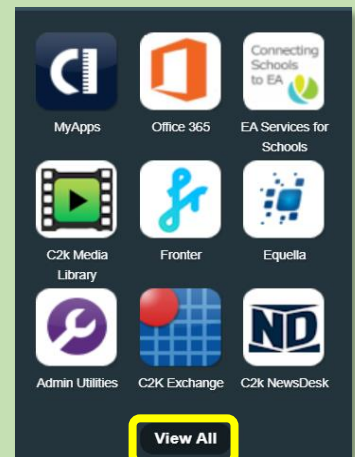 Connecting
Schools
to EA
MyApps
Office 365
EA Services for
Schools
C2k Media
Library
Fronter
Equella
ND
Admin Utilities
C2K Exchange
C2k NewsDesk
View All